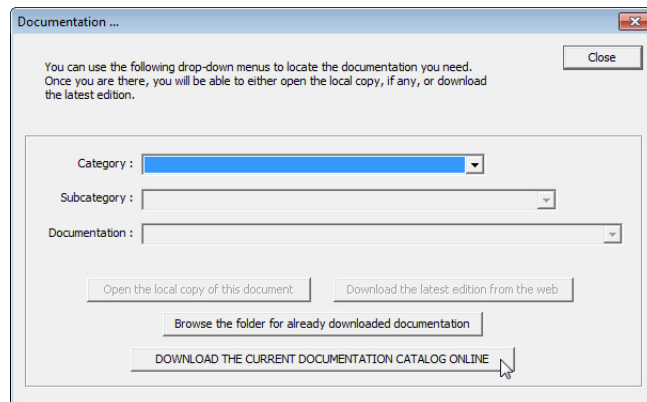 Documentation ...
You can use the following drop-down menus to locate the documentation you need.
Close
Once you are there, you will be able to either open the local copy, if any, or download
the latest edition.
Category :
Subcategory :
Documentation :
Open the local copy of this document
Download the latest edition from the web
Browse the folder for already downloaded documentation
DOWNLOAD THE CURRENT DOCUMENTATION CATALOG ONLINE